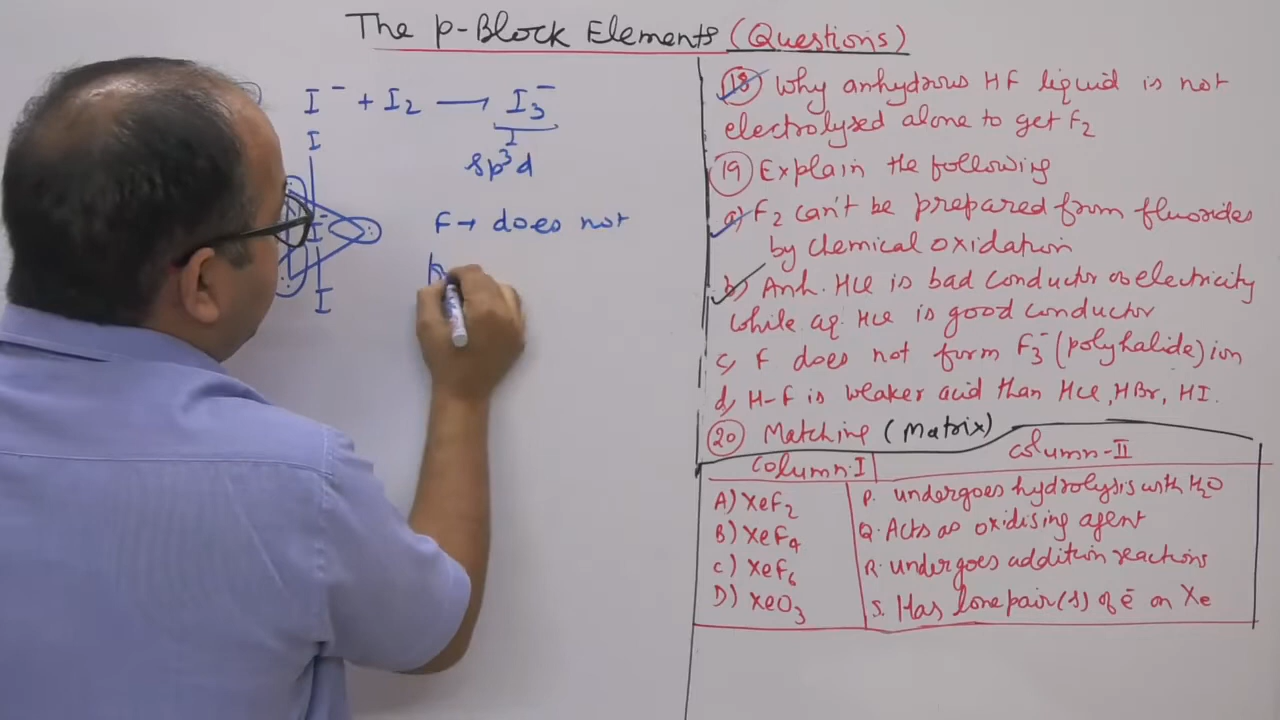 The p-Block Elements (Questions)
I⁻ + I₂ → I₃⁻
I
sp³d
I
I
F → does not
18 Why anhydrous HF liquid is not
electrolysed alone to get F₂
19 Explain the following
a) F₂ can't be prepared from fluorides
by chemical oxidation
b) Anh. HCl is bad conductor of electricity
while aq. HCl is good conductor
c, F does not form F₃⁻ (polyhalide) ion
d, H-F is weaker acid than HCl, HBr, HI.
20 Matching (Matrix)
Column-I Column-II
A) XeF₂ P. undergoes hydrolysis with H₂O
B) XeF₄ Q. Acts as oxidising agent
C) XeF₆ R. undergoes addition reactions
D) XeO₃ S. Has lone pair(s) of ē on Xe